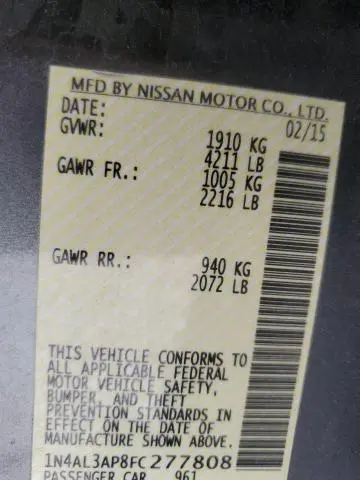 MFD BY NISSAN MOTOR CO., LTD.
DATE: 02/15
GVWR: 1910 KG
4211 LB
GAWR FR.: 1005 KG
2216 LB
GAWR RR.: 940 KG
2072 LB
THIS VEHICLE CONFORMS TO
ALL APPLICABLE FEDERAL
MOTOR VEHICLE SAFETY,
BUMPER, AND THEFT
PREVENTION STANDARDS IN
EFFECT ON THE DATE OF
MANUFACTURE SHOWN ABOVE.
1N4AL3AP8FC277808
PASSENGER CAR 961